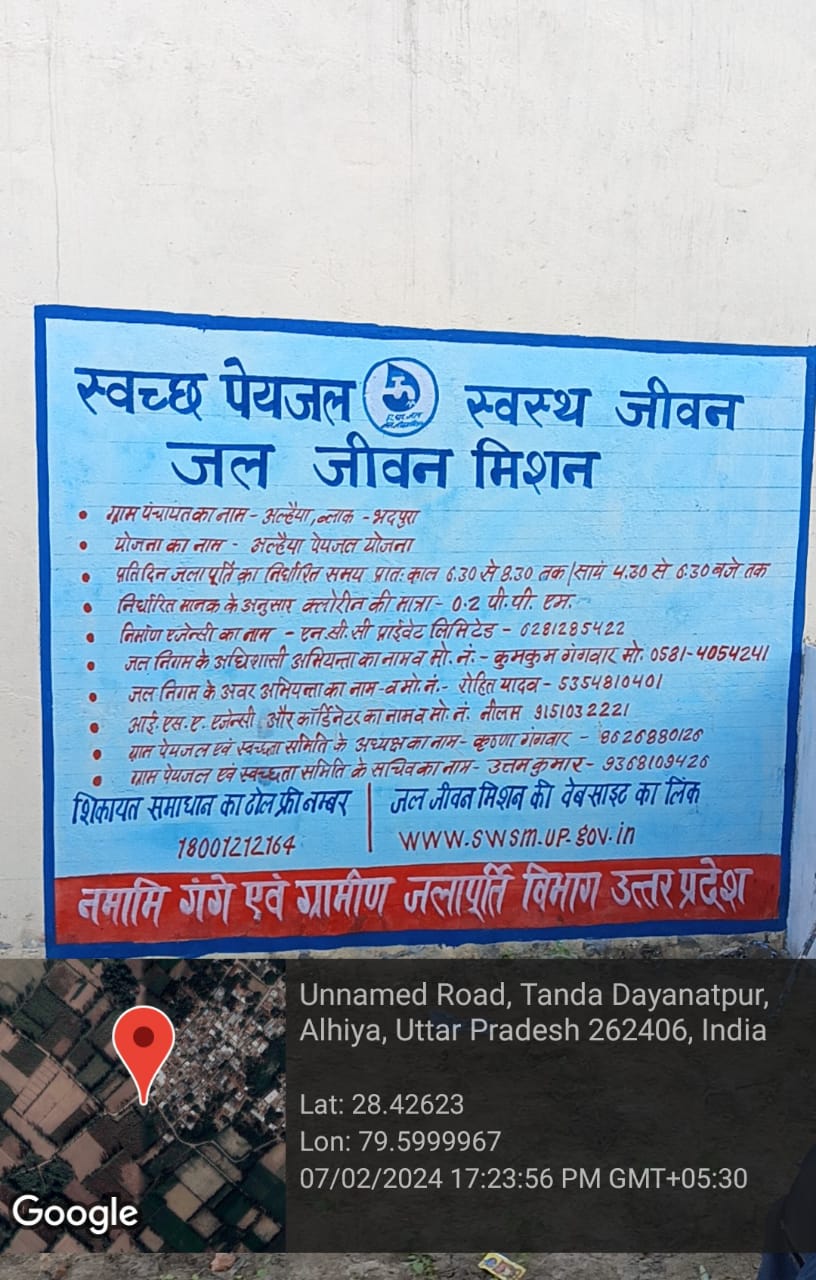 स्वच्छ पेयजल स्वस्थ जीवन
जल जीवन मिशन
• ग्राम पंचायत का नाम - अल्हैया, ब्लाक - भदपुरा
• योजना का नाम - अल्हैया पेयजल योजना
• प्रतिदिन जलापूर्ति का निर्धारित समय प्रातः काल 6.30 से 8.30 तक | सायं 4.30 से 6.30 बजे तक
• निर्धारित मानक के अनुसार क्लोरीन की मात्रा - 0.2 पी. पी. एम.
• निर्माण एजेन्सी का नाम - एन. सी. सी प्राईवेट लिमिटेड - 6281285422
• जल निगम के अधिशासी अभियन्ता का नाम व मो. नं. - कुमकुम गंगवार मो. 0581-4054241
• जल निगम के अवर अभियन्ता का नाम - व मो. नं. - रोहित यादव - 5354810401
• आई. एस. ए. एजेन्सी और कॉर्डिनेटर का नाम व मो. नं. नीलम 9151032221
• ग्राम पेयजल एवं स्वच्छता समिति के अध्यक्ष का नाम - कृष्णा गंगवार - 8626880126
• ग्राम पेयजल एवं स्वच्छता समिति के सचिव का नाम - उत्तम कुमार - 9368109426
शिकायत समाधान का टोल फ्री नम्बर | जल जीवन मिशन की वेबसाइट का लिंक
18001212164 www.swsm.up.gov.in
नमामि गंगे एवं ग्रामीण जलापूर्ति विभाग उत्तर प्रदेश
Unnamed Road, Tanda Dayanatpur,
Alhiya, Uttar Pradesh 262406, India
Lat: 28.42623
Lon: 79.5999967
07/02/2024 17:23:56 PM GMT+05:30
Google